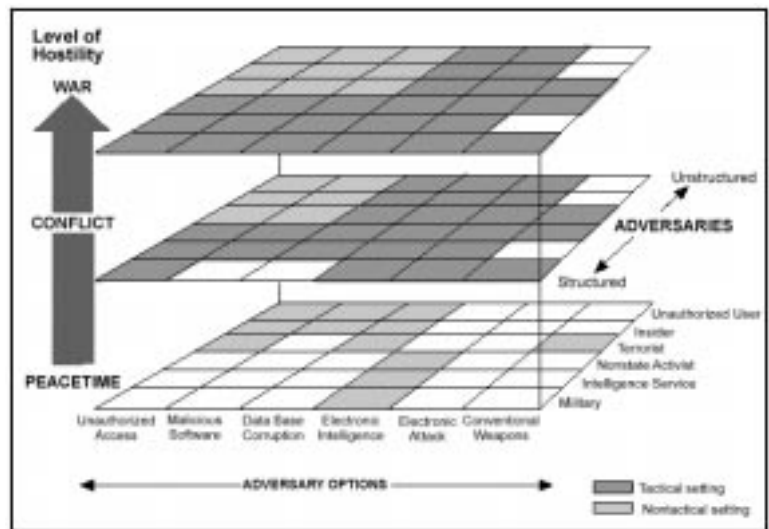 Level of
Hostility
WAR
CONFLICT
PEACETIME
Unstructured
ADVERSARIES
Structured
Unauthorized User
Insider
Terrorist
Nonstate Activist
Intelligence Service
Military
Unauthorized
Access
Malicious
Software
Data Base
Corruption
Electronic
Intelligence
Electronic
Attack
Conventional
Weapons
ADVERSARY OPTIONS
Tactical setting
Nontactical setting